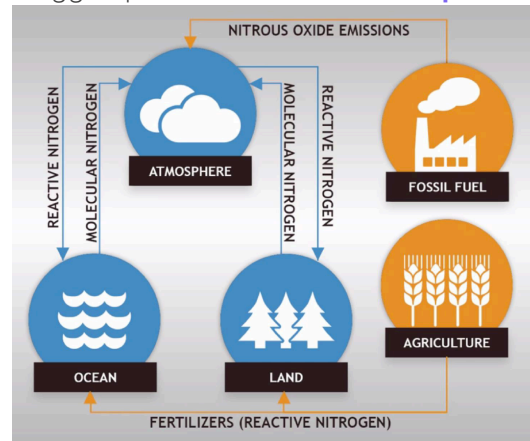 NITROUS OXIDE EMISSIONS
REACTIVE NITROGEN
MOLECULAR NITROGEN
MOLECULAR NITROGEN
REACTIVE NITROGEN
ATMOSPHERE
FOSSIL FUEL
OCEAN
LAND
AGRICULTURE
FERTILIZERS (REACTIVE NITROGEN)